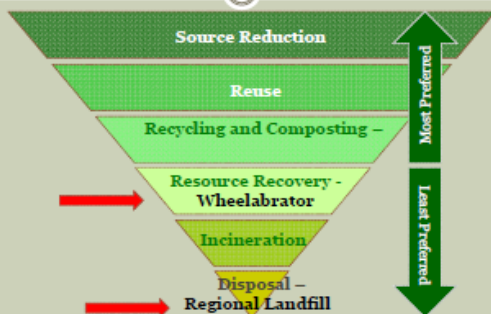 Source Reduction
Reuse
Recycling and Composting –
Resource Recovery -
Wheelabrator
Incineration
Disposal –
Regional Landfill
Most Preferred
Least Preferred